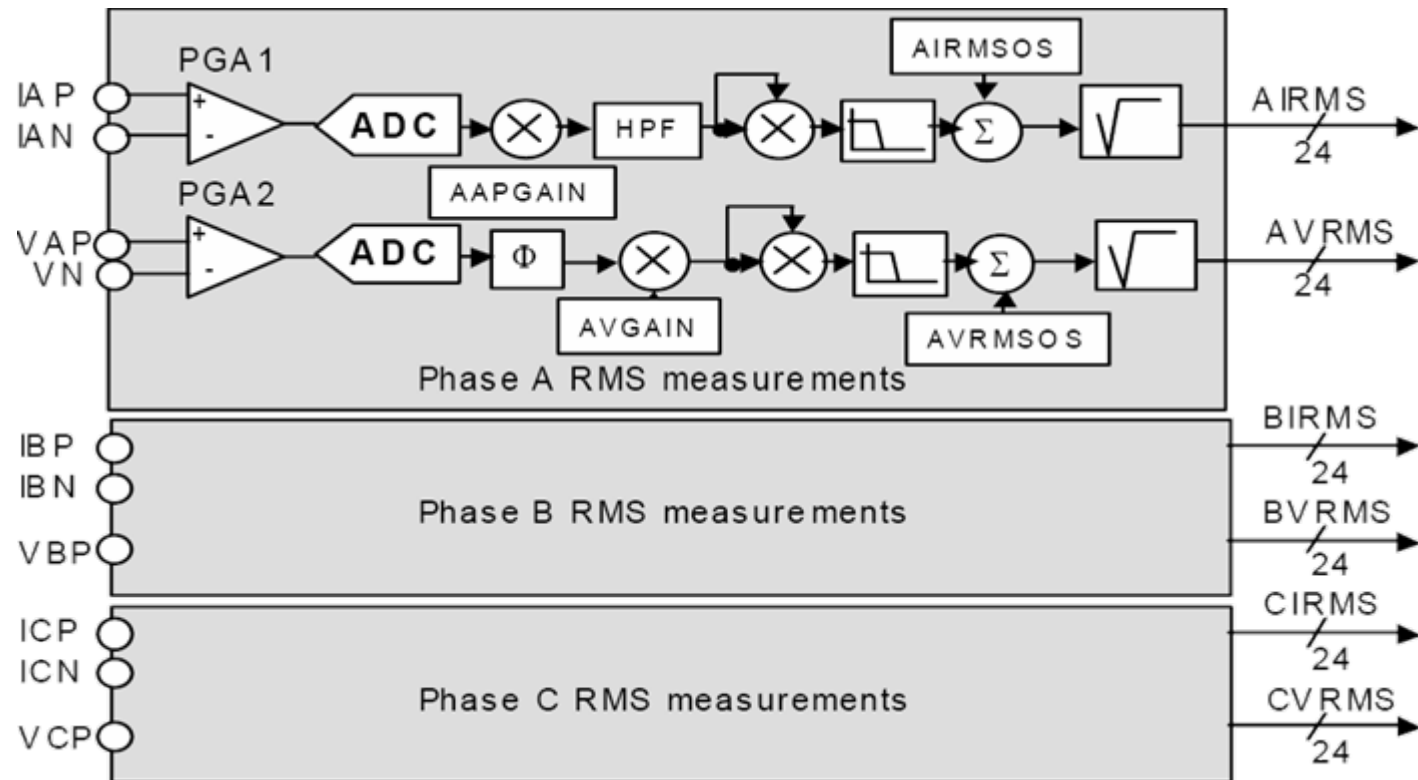 PGA1
AIRMSOS
IAP
IAN
+
-
ADC
HPF
Σ
AIRMS
24
AAPGAIN
PGA2
VAP
VN
+
-
ADC
Φ
Σ
AVRMS
24
AVGAIN
AVRMSOS
Phase A RMS measurements
IBP
IBN
VBP
Phase B RMS measurements
BIRMS
24
BVRMS
24
ICP
ICN
VCP
Phase C RMS measurements
CIRMS
24
CVRMS
24